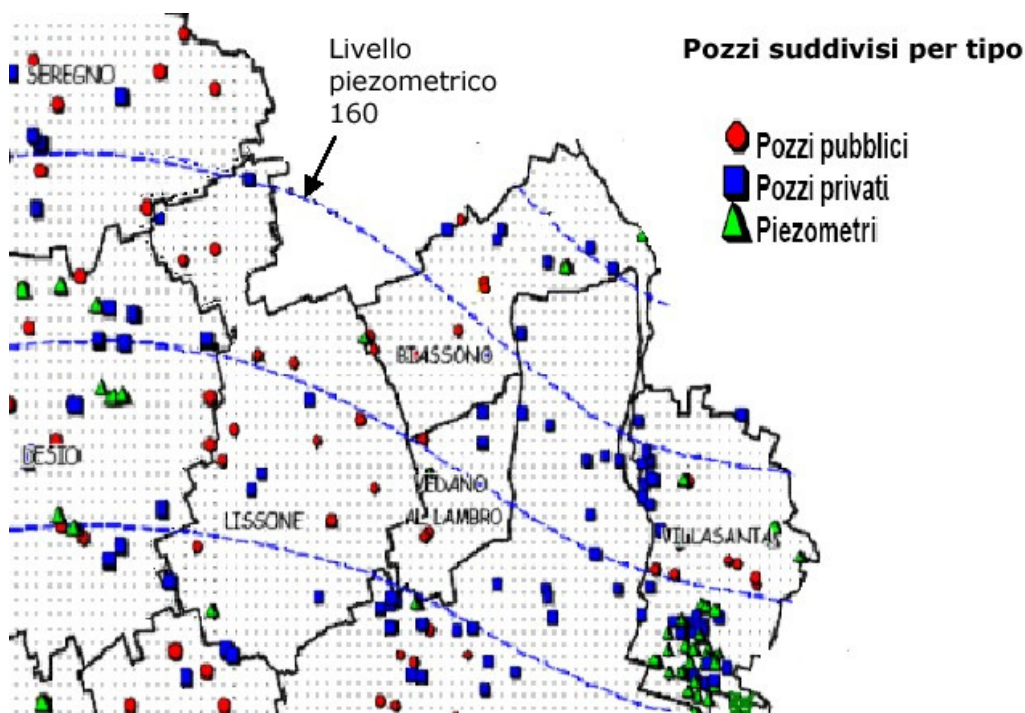 Livello
piezometrico
160
Pozzi suddivisi per tipo
Pozzi pubblici
Pozzi privati
Piezometri
SEREGNO
BIASSONO
DESIO
VEDANO
AL LAMBRO
LISSONE
VILLASANTA